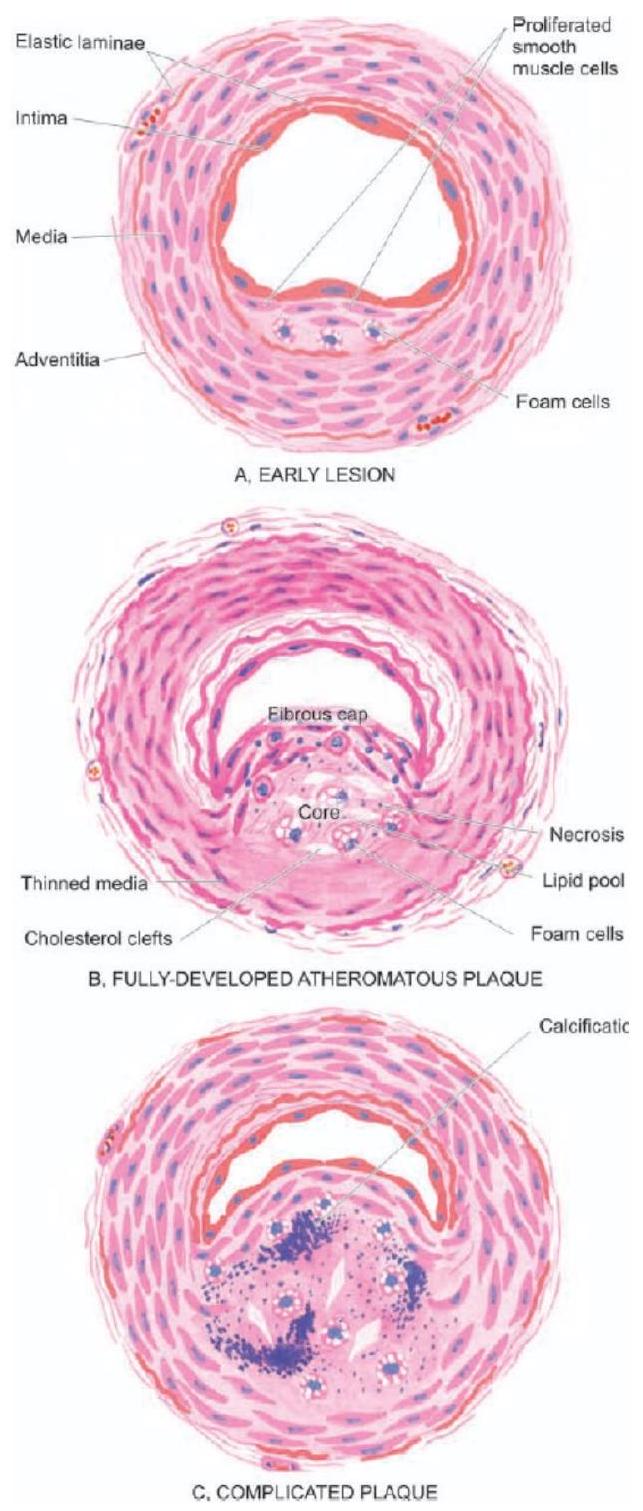 Elastic laminae
Proliferated
smooth
muscle cells
Intima
Media
Adventitia
Foam cells
A, EARLY LESION
Fibrous cap
Core
Necrosis
Thinned media
Lipid pool
Cholesterol clefts
Foam cells
B, FULLY-DEVELOPED ATHEROMATOUS PLAQUE
Calcificatio
C, COMPLICATED PLAQUE